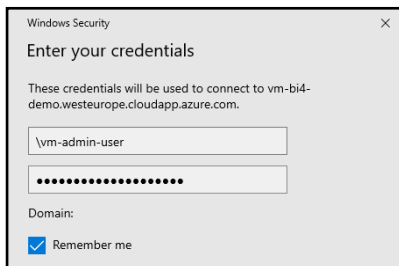 Windows Security
Enter your credentials
These credentials will be used to connect to vm-bi4-
demo.westeurope.cloudapp.azure.com.
\vm-admin-user
●●●●●●●●●●●●●●●●●●●●
Domain:
Remember me